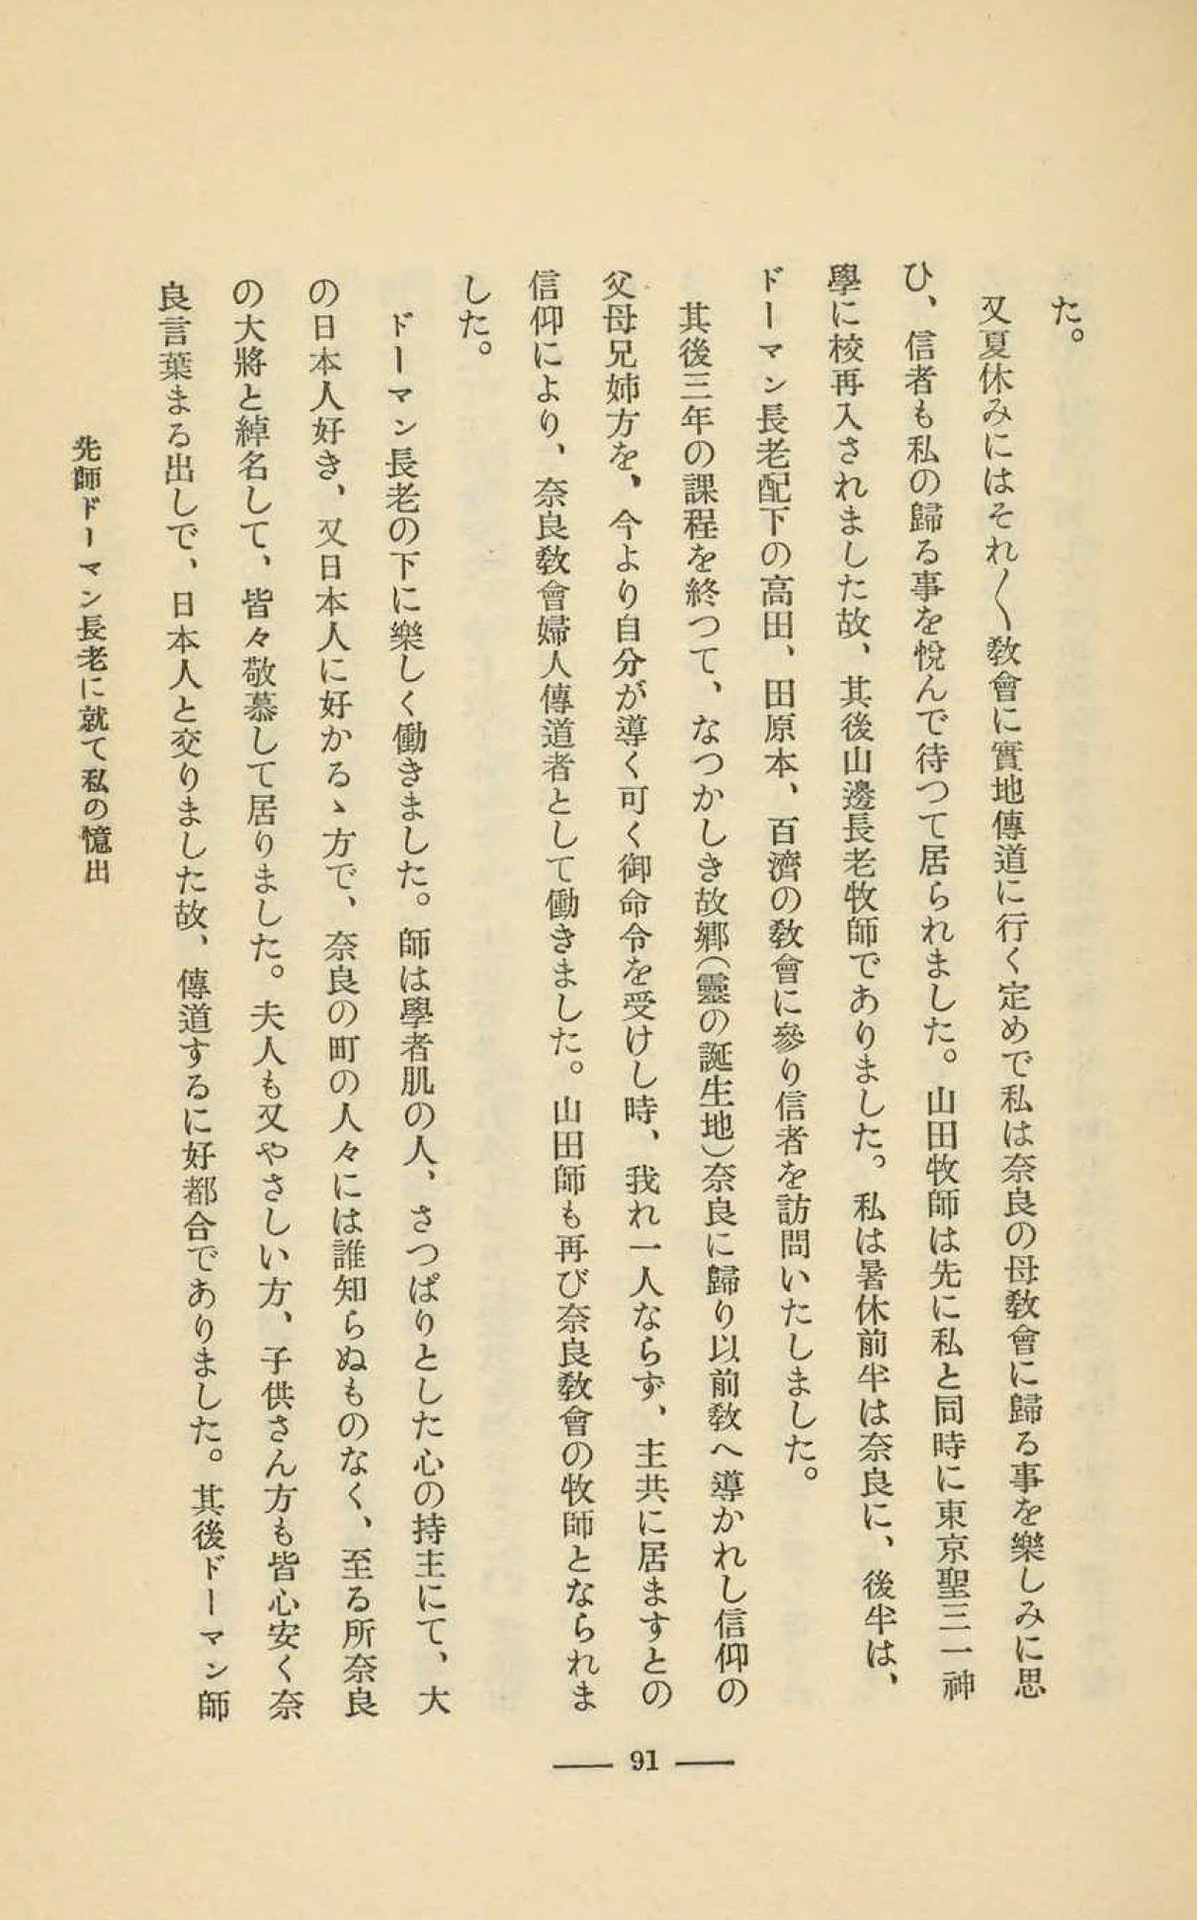 た。
又夏休みにはそれ〳〵教會に實地傳道に行く定めで私は奈良の母教會に歸る事を樂しみに思
ひ、信者も私の歸る事を悅んで待つて居られました。山田牧師は先に私と同時に東京聖三一神
學に校再入されました故、其後山邊長老牧師でありました。私は暑休前半は奈良に、後半は、
ドーマン長老配下の高田、田原本、百濟の教會に參り信者を訪問いたしました。
其後三年の課程を終つて、なつかしき故鄕(靈の誕生地)奈良に歸り以前教へ導かれし信仰の
父母兄姉方を、今より自分が導く可く御命令を受けし時、我れ一人ならず、主共に居ますとの
信仰により、奈良教會婦人傳道者として働きました。山田師も再び奈良教會の牧師となられま
した。
ドーマン長老の下に樂しく働きました。師は學者肌の人、さつぱりとした心の持主にて、大
の日本人好き、又日本人に好かるゝ方で、奈良の町の人々には誰知らぬものなく、至る所奈良
の大將と綽名して、皆々敬慕して居りました。夫人も又やさしい方、子供さん方も皆心安く奈
良言葉まる出しで、日本人と交りました故、傳道するに好都合でありました。其後ドーマン師
先師ドーマン長老に就て私の憶出
— 91 —